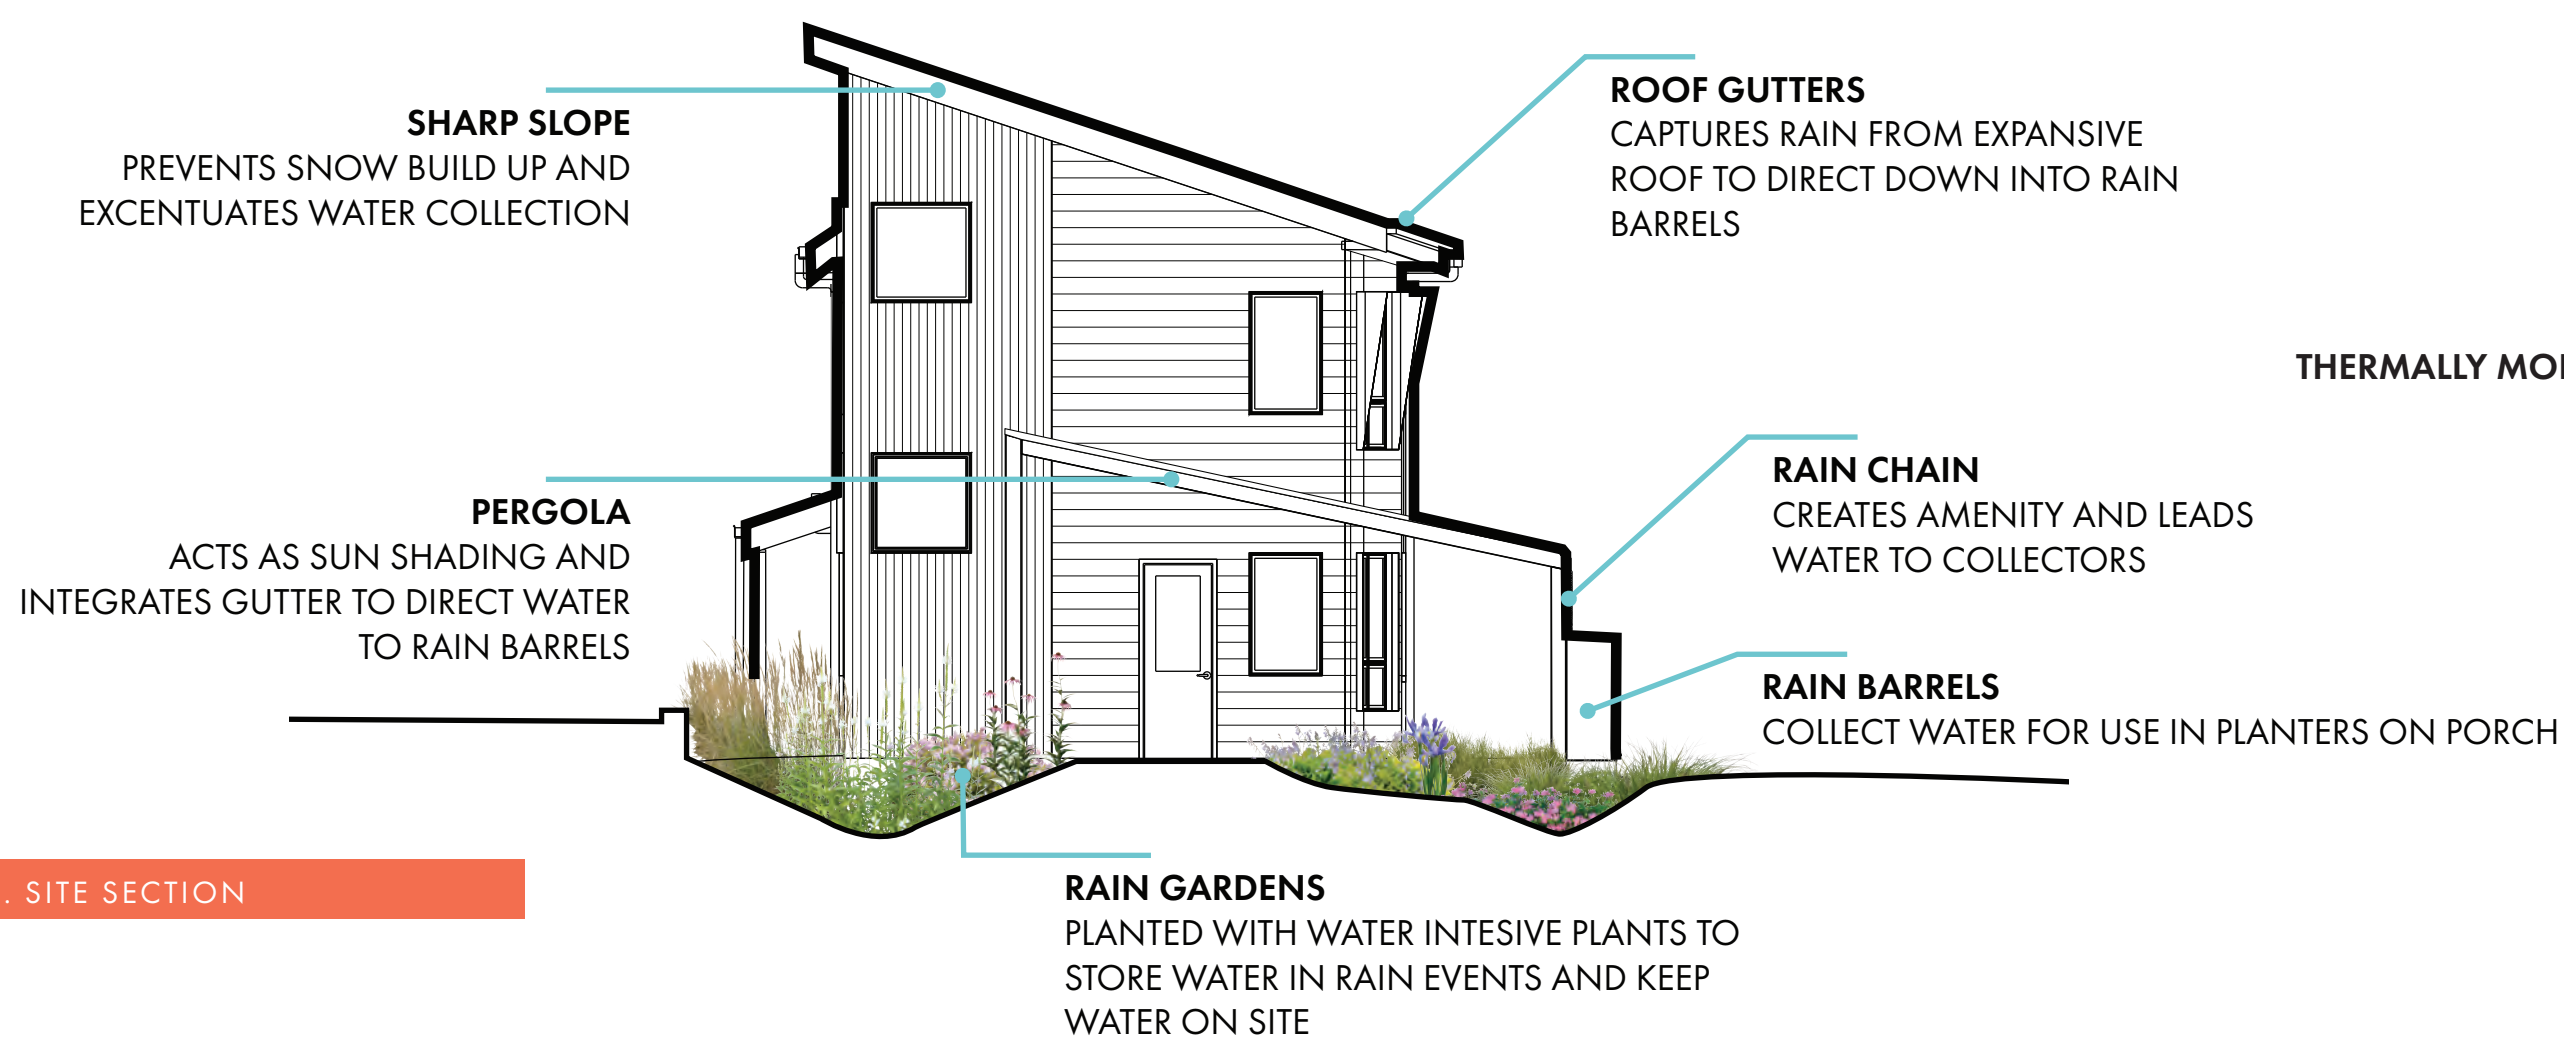 SHARP SLOPE
PREVENTS SNOW BUILD UP AND
EXCENTUATES WATER COLLECTION
ROOF GUTTERS
CAPTURES RAIN FROM EXPANSIVE
ROOF TO DIRECT DOWN INTO RAIN
BARRELS
THERMALLY
PERGOLA
ACTS AS SUN SHADING AND
INTEGRATES GUTTER TO DIRECT WATER
TO RAIN BARRELS
RAIN CHAIN
CREATES AMENITY AND LEADS
WATER TO COLLECTORS
RAIN BARRELS
COLLECT WATER FOR USE IN PLANTERS ON PORCH
. SITE SECTION
RAIN GARDENS
PLANTED WITH WATER INTESIVE PLANTS TO
STORE WATER IN RAIN EVENTS AND KEEP
WATER ON SITE